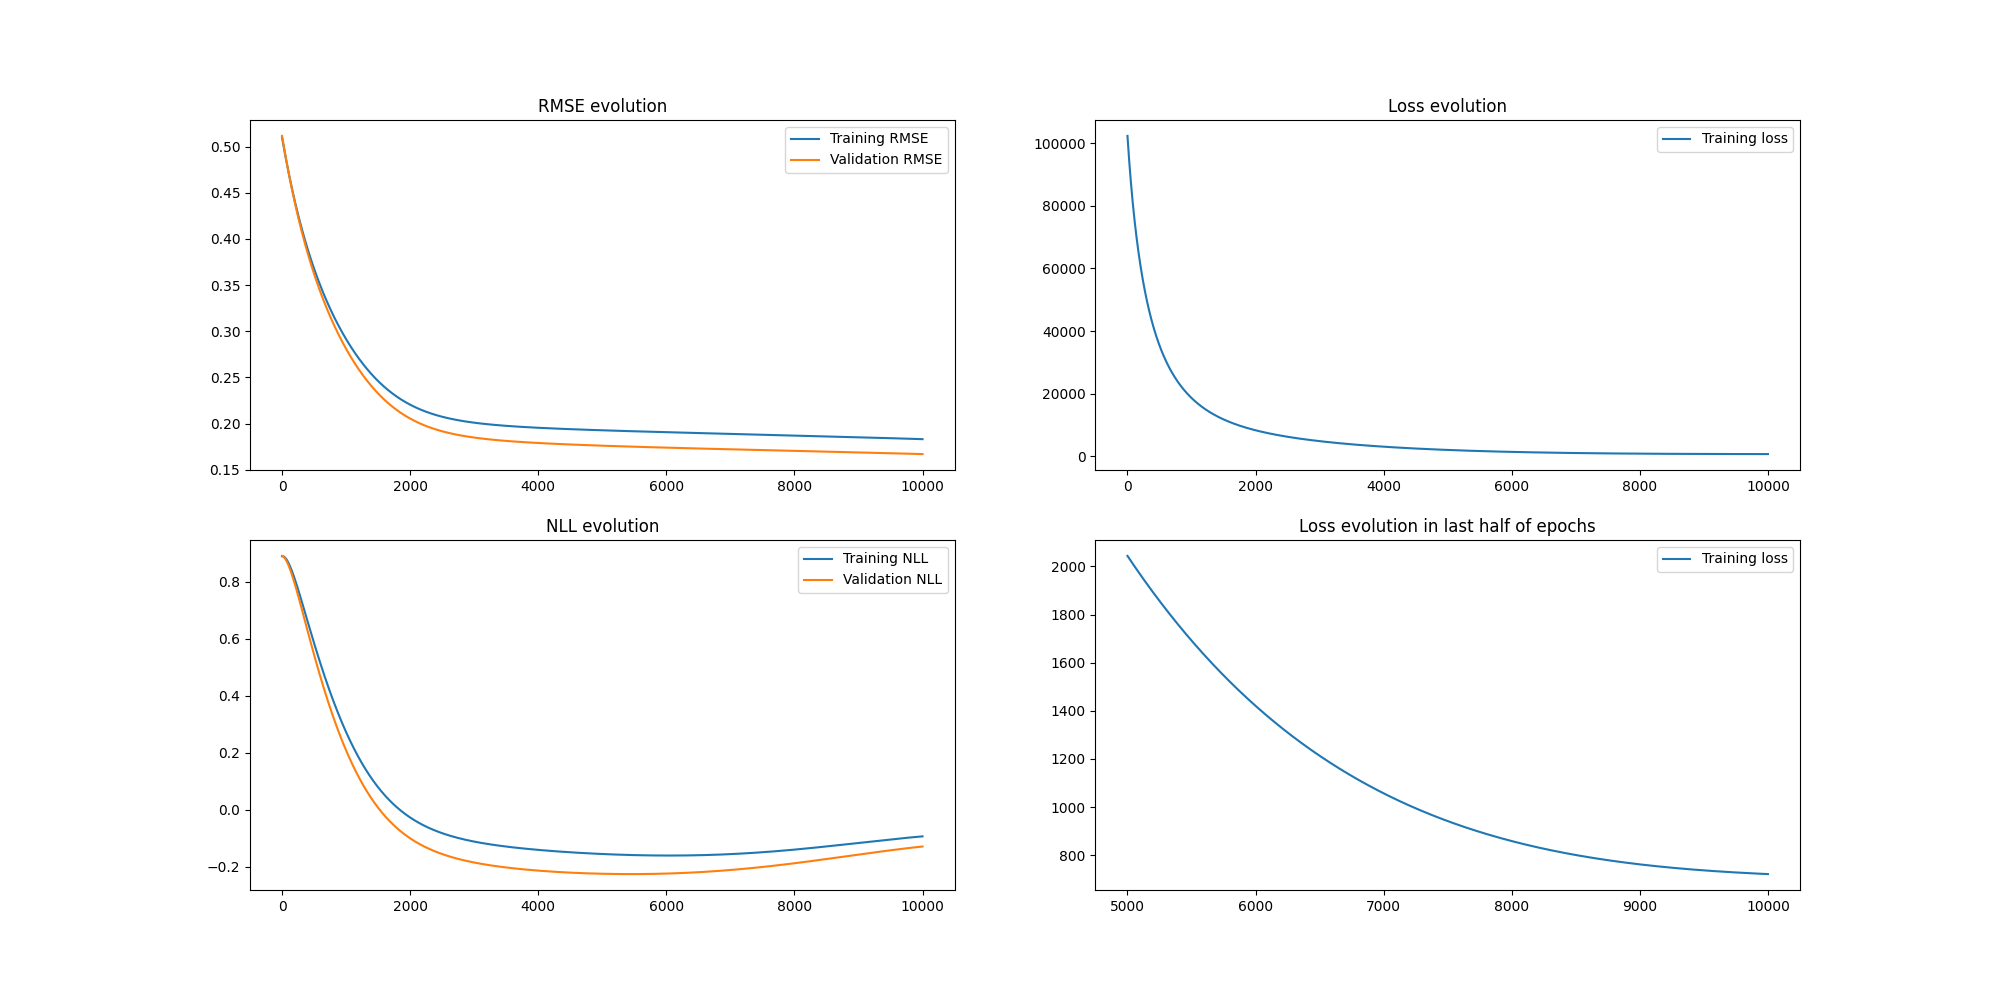 RMSE evolution
Training RMSE
Validation RMSE
0.50
0.45
0.40
0.35
0.30
0.25
0.20
0.15
0 2000 4000 6000 8000 10000
Loss evolution
Training loss
100000
80000
60000
40000
20000
0
0 2000 4000 6000 8000 10000
NLL evolution
Training NLL
Validation NLL
0.8
0.6
0.4
0.2
0.0
−0.2
0 2000 4000 6000 8000 10000
Loss evolution in last half of epochs
Training loss
2000
1800
1600
1400
1200
1000
800
5000 6000 7000 8000 9000 10000